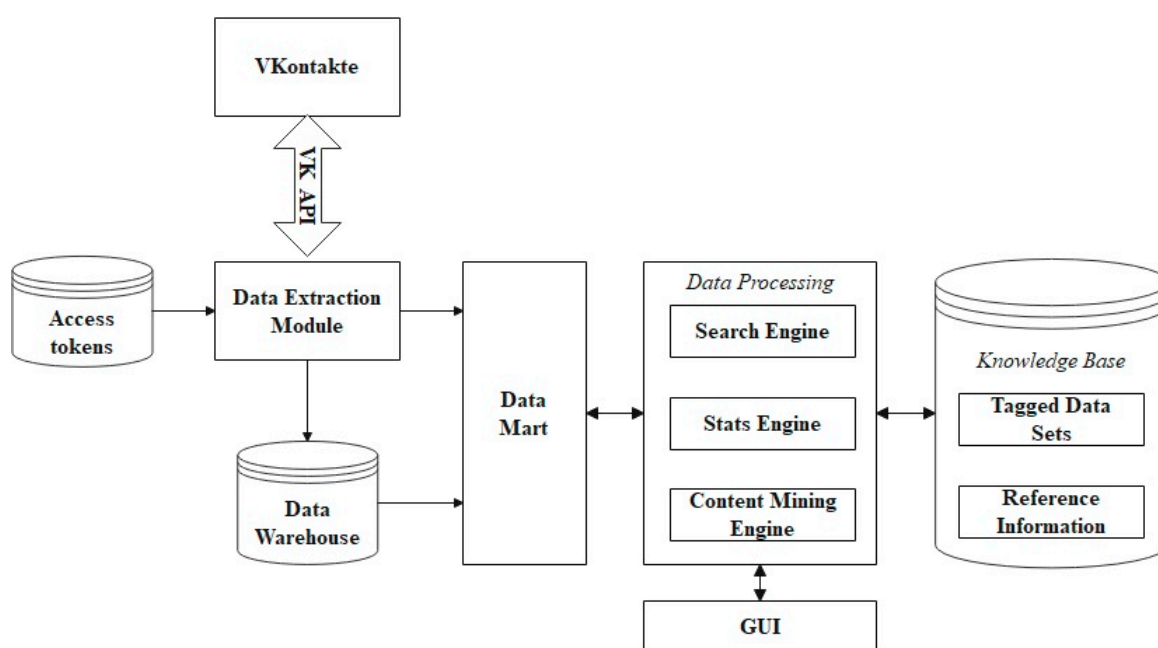 VKontakte
VK API
Access
tokens
Data Extraction
Module
Data
Warehouse
Data
Mart
Data Processing
Search Engine
Stats Engine
Content Mining
Engine
GUI
Knowledge Base
Tagged Data
Sets
Reference
Information